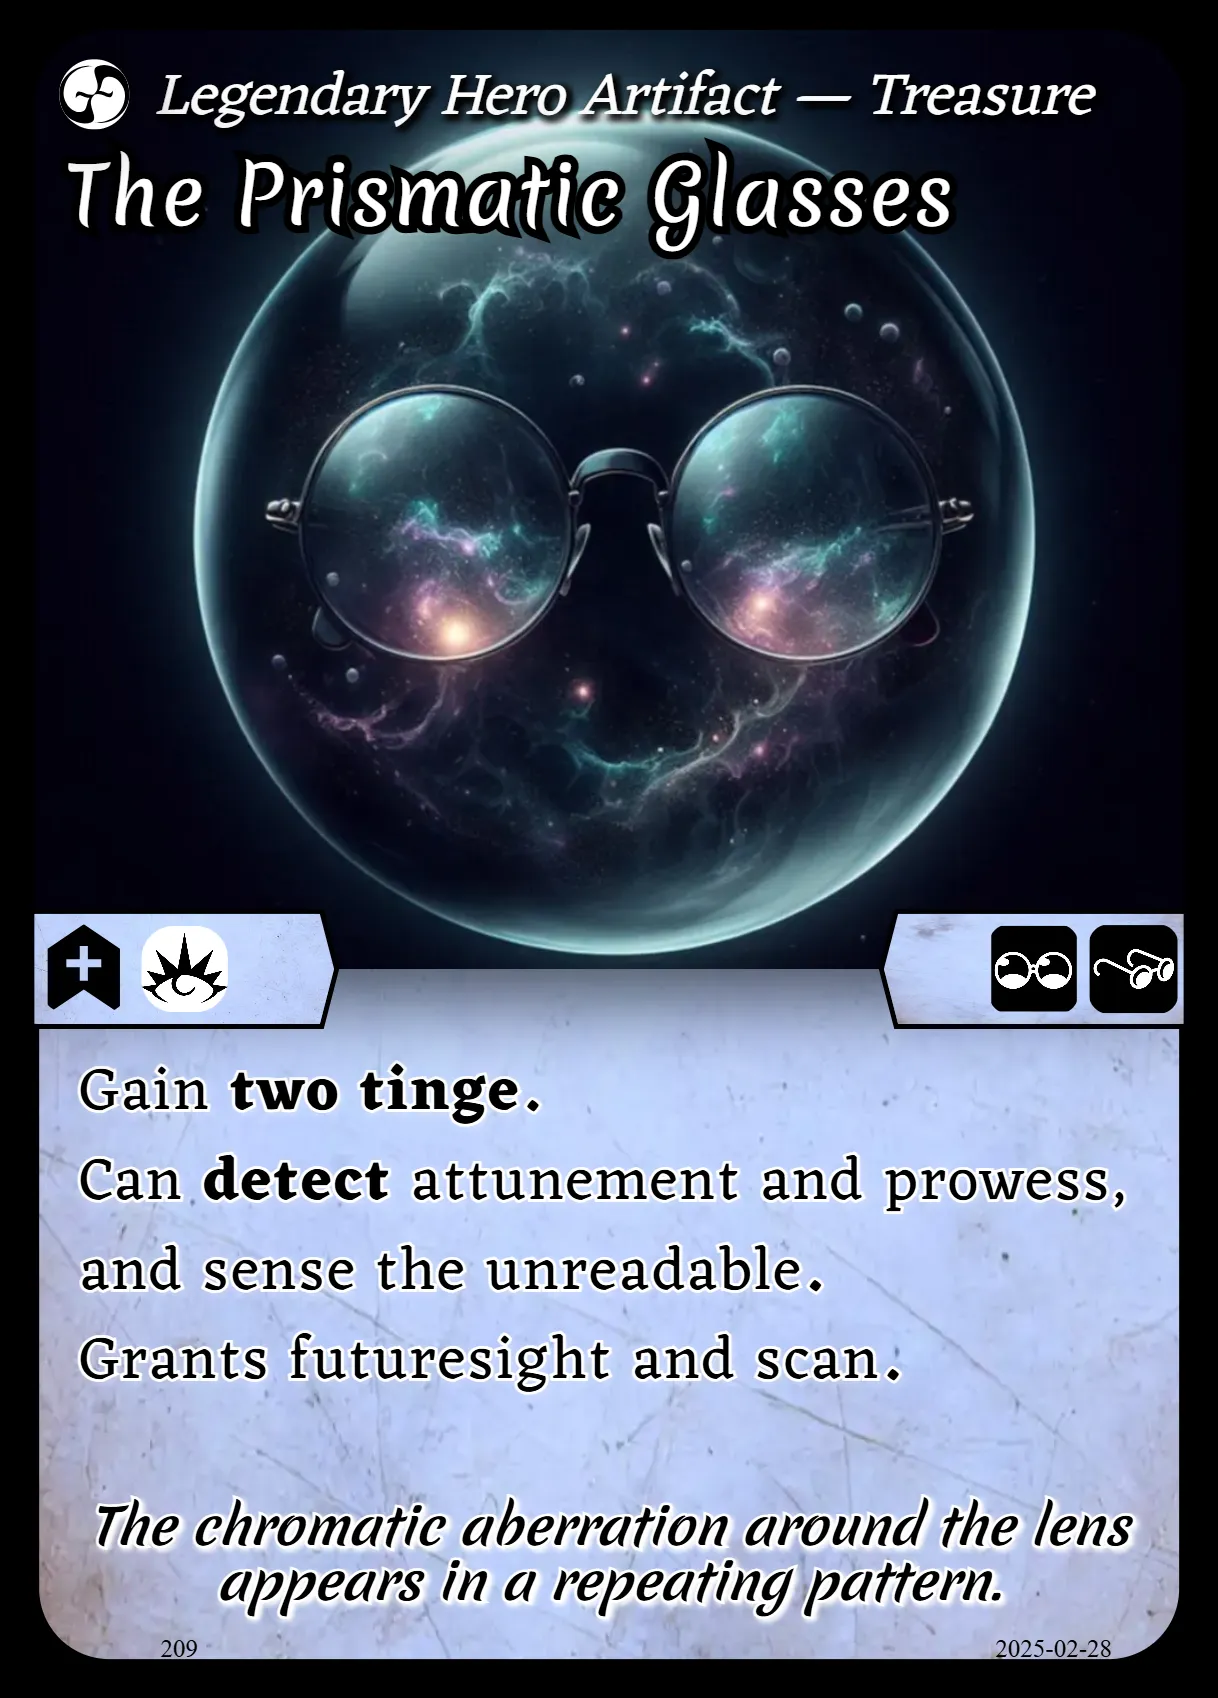 Legendary Hero Artifact — Treasure
The Prismatic Glasses
Gain two tinge.
Can detect attunement and prowess,
and sense the unreadable.
Grants futuresight and scan.
The chromatic aberration around the lens
appears in a repeating pattern.
209
2025-02-28